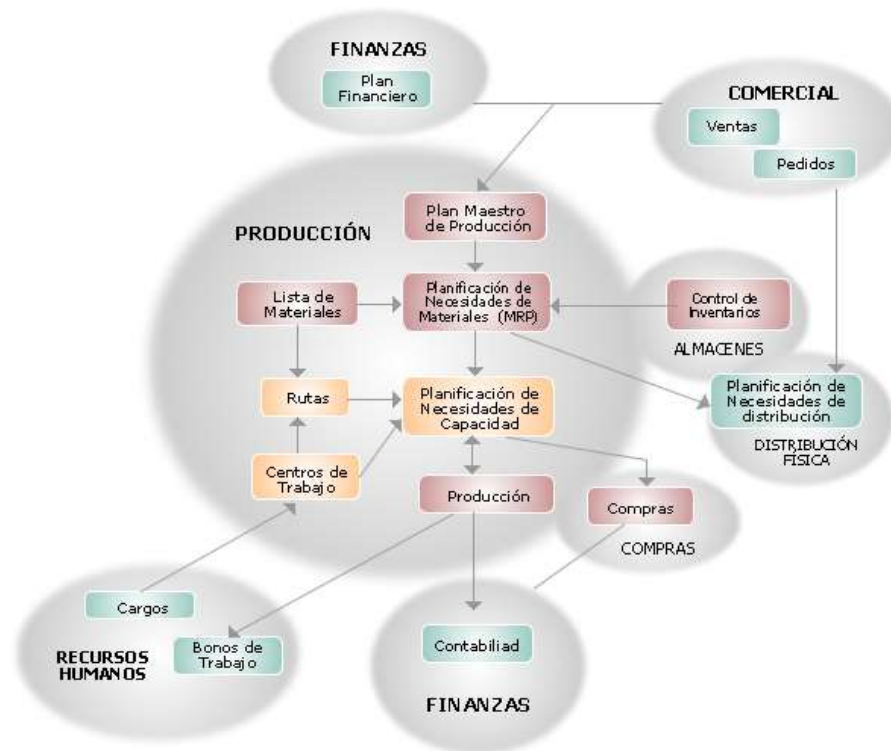 FINANZAS
Plan
Financiero
COMERCIAL
Ventas
Pedidos
PRODUCCIÓN
Plan Maestro
de Producción
Lista de
Materiales
Planificación de
Necesidades de
Materiales (MRP)
Control de
Inventarios
ALMACENES
Rutas
Planificación de
Necesidades de
Capacidad
Planificación de
Necesidades de
distribución
DISTRIBUCIÓN
FÍSICA
Centros de
Trabajo
Producción
Compras
COMPRAS
Cargos
Bonos de
Trabajo
RECURSOS
HUMANOS
Contabiliad
FINANZAS